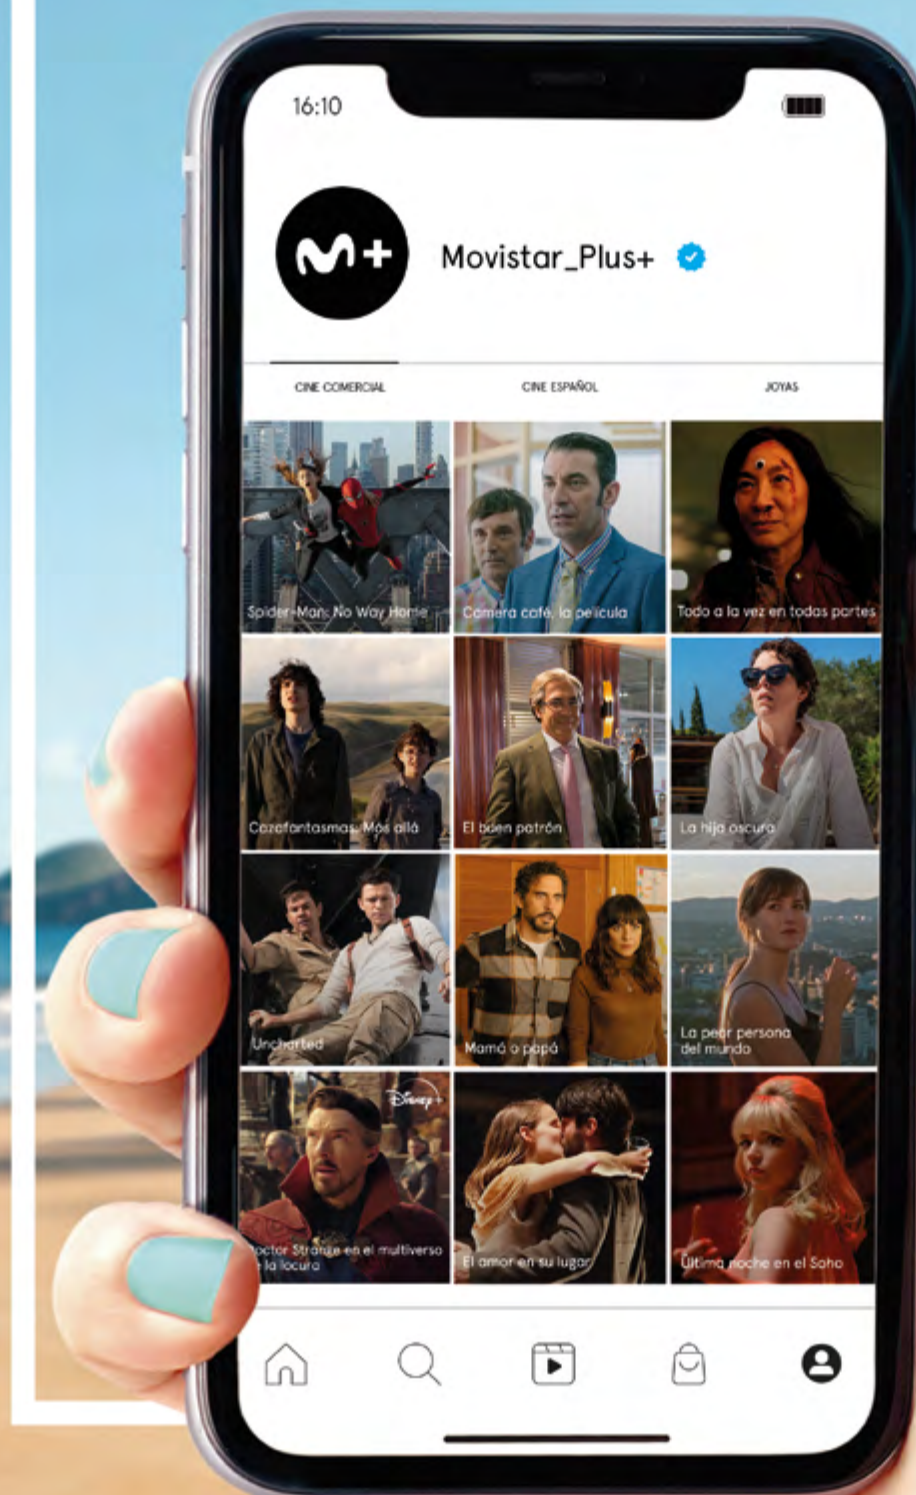 16:10
M+
Movistar_Plus+
CINE COMERCIAL
CINE ESPAÑOL
JOYAS
Spider-Man: No Way Home
Camera café, la película
Todo a la vez en todas partes
Cazafantasmas: Más allá
El buen patrón
La hija oscura
Uncharted
Mamá o papá
La peor persona
del mundo
Disney+
octor Strange en el multiverso
e la locura
El amor en su lugar
Última noche en el Soho